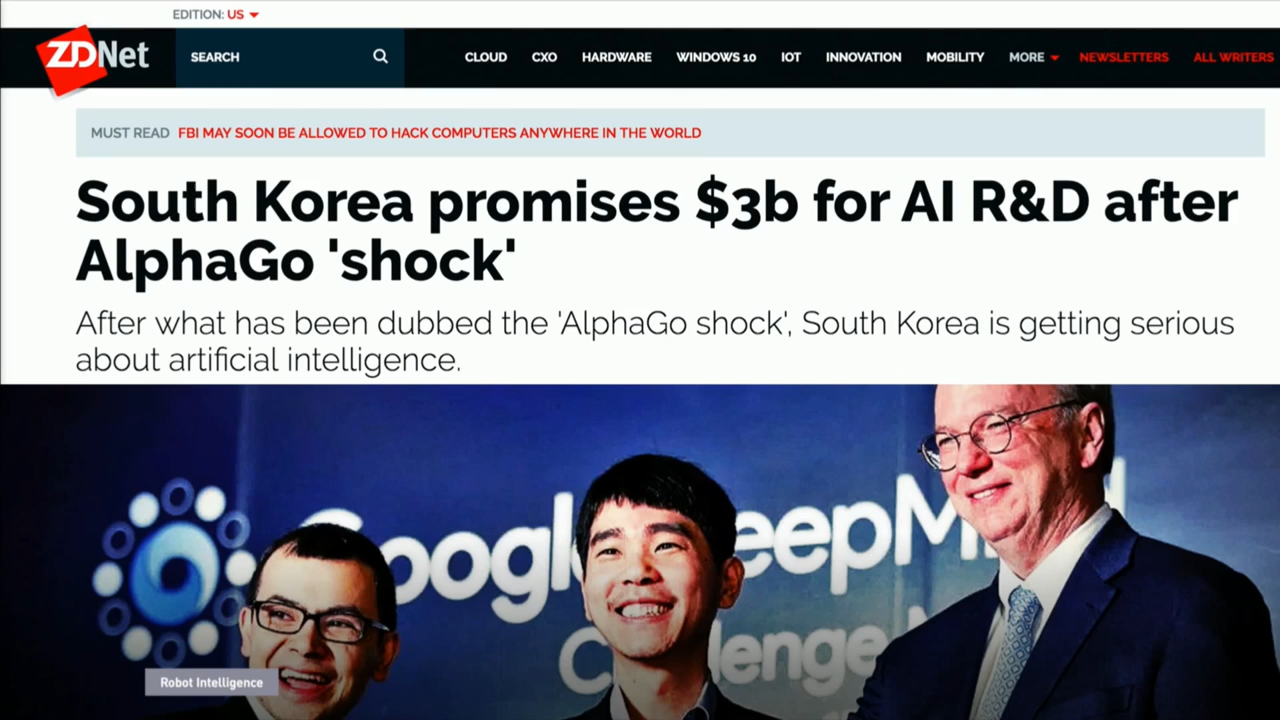 EDITION: US
ZDNet
SEARCH
CLOUD CXO HARDWARE WINDOWS 10 IOT INNOVATION MOBILITY MORE NEWSLETTERS ALL WRITERS
MUST READ FBI MAY SOON BE ALLOWED TO HACK COMPUTERS ANYWHERE IN THE WORLD
South Korea promises $3b for AI R&D after
AlphaGo 'shock'
After what has been dubbed the 'AlphaGo shock', South Korea is getting serious
about artificial intelligence.
Google DeepMind
Challenge
Robot Intelligence